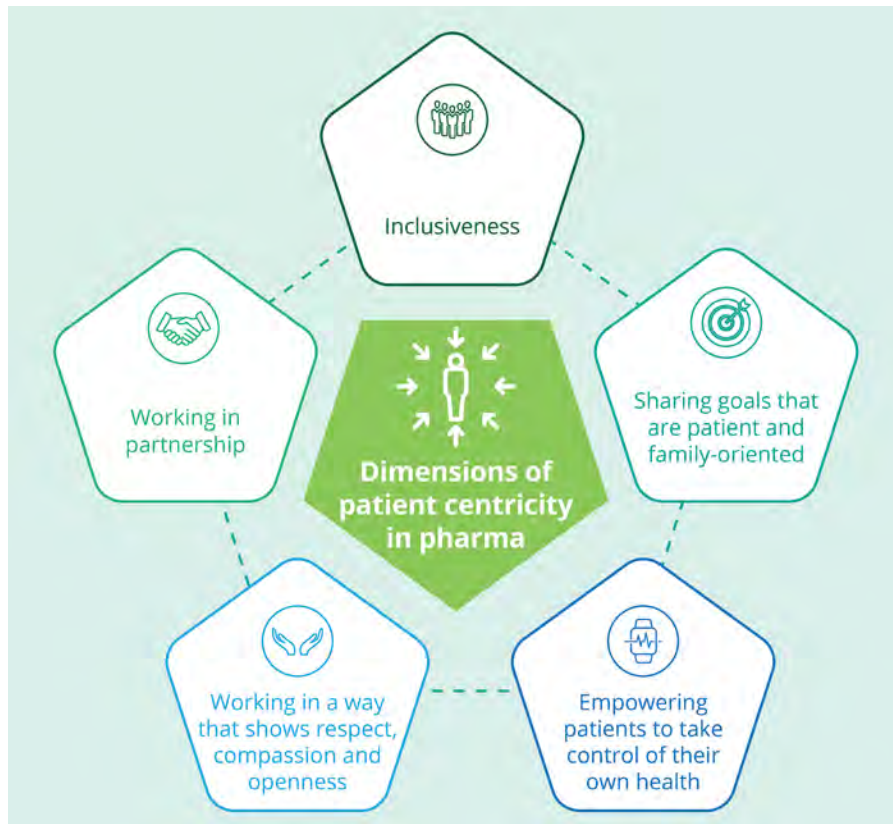 Inclusiveness
Working in
partnership
Sharing goals that
are patient and
family-oriented
Dimensions of
patient centricity
in pharma
Working in a way
that shows respect,
compassion and
openness
Empowering
patients to take
control of their
own health